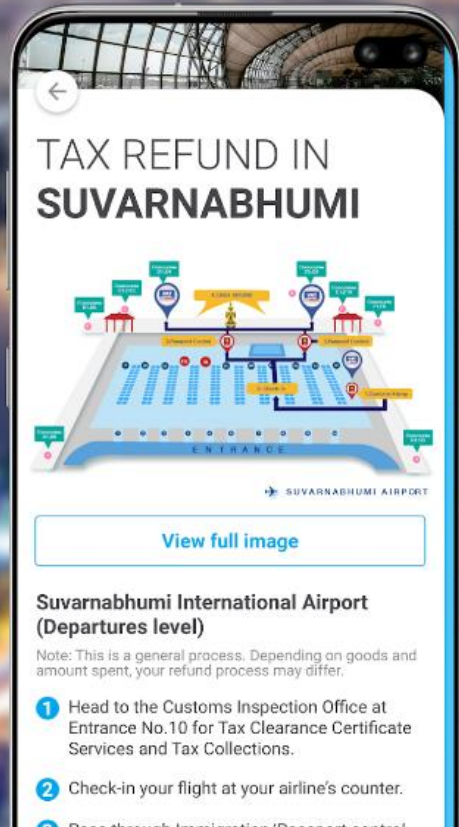 TAX REFUND IN
SUVARNABHUMI
ENTRANCE
SUVARNABHUMI AIRPORT
View full image
Suvarnabhumi International Airport
(Departures level)
Note: This is a general process. Depending on goods and
amount spent, your refund process may differ.
1 Head to the Customs Inspection Office at
Entrance No.10 for Tax Clearance Certificate
Services and Tax Collections.
2 Check-in your flight at your airline's counter.